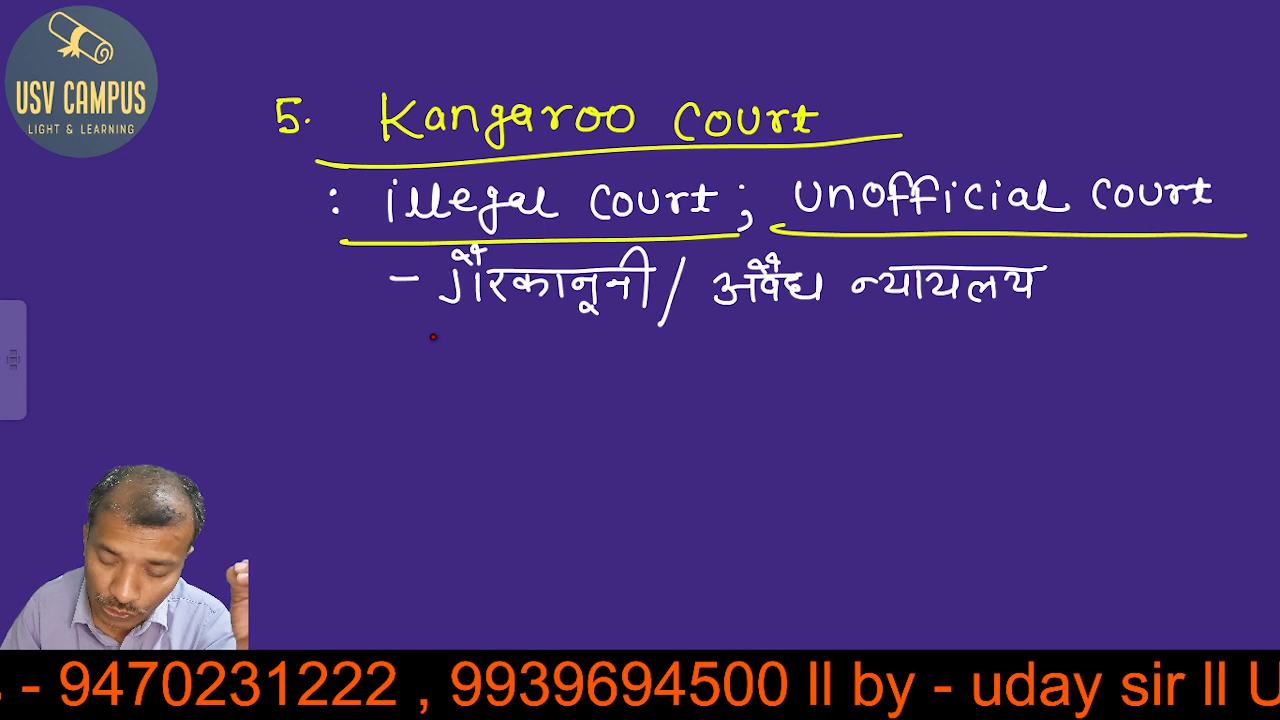 USV CAMPUS
LIGHT & LEARNING
5. Kangaroo Court
: illegal court ; unofficial court
- गैरकानूनी / अवैध न्यायलय
- 9470231222 , 9939694500 ll by - uday sir ll U